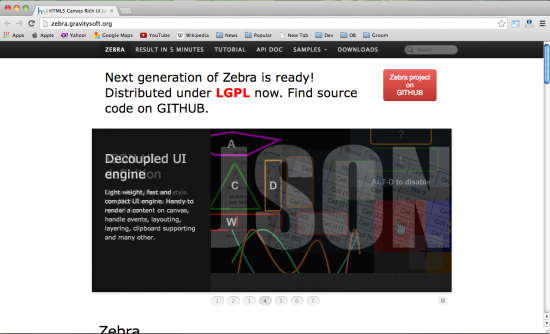 HTML5 Canvas Rich UI
zebra.gravitysoft.org
Apps Apple Yahoo! Google Maps YouTube Wikipedia News Popular New Tab Dev OB Groom
ZEBRA RESULT IN 5 MINUTES TUTORIAL API DOC SAMPLES DOWNLOADS search
Next generation of Zebra is ready!
Distributed under LGPL now. Find source
code on GITHUB.
Zebra project
on
GITHUB
Decoupled UI
engine
Light weight, fast and
compact UI engine. Handy to
render a content on canvas,
handle events, layouting,
layering, clipboard supporting
and many other.
JSON
A
C
D
W
?
ALT-D to disable
1 2 3 4 5 6 7
Zebra